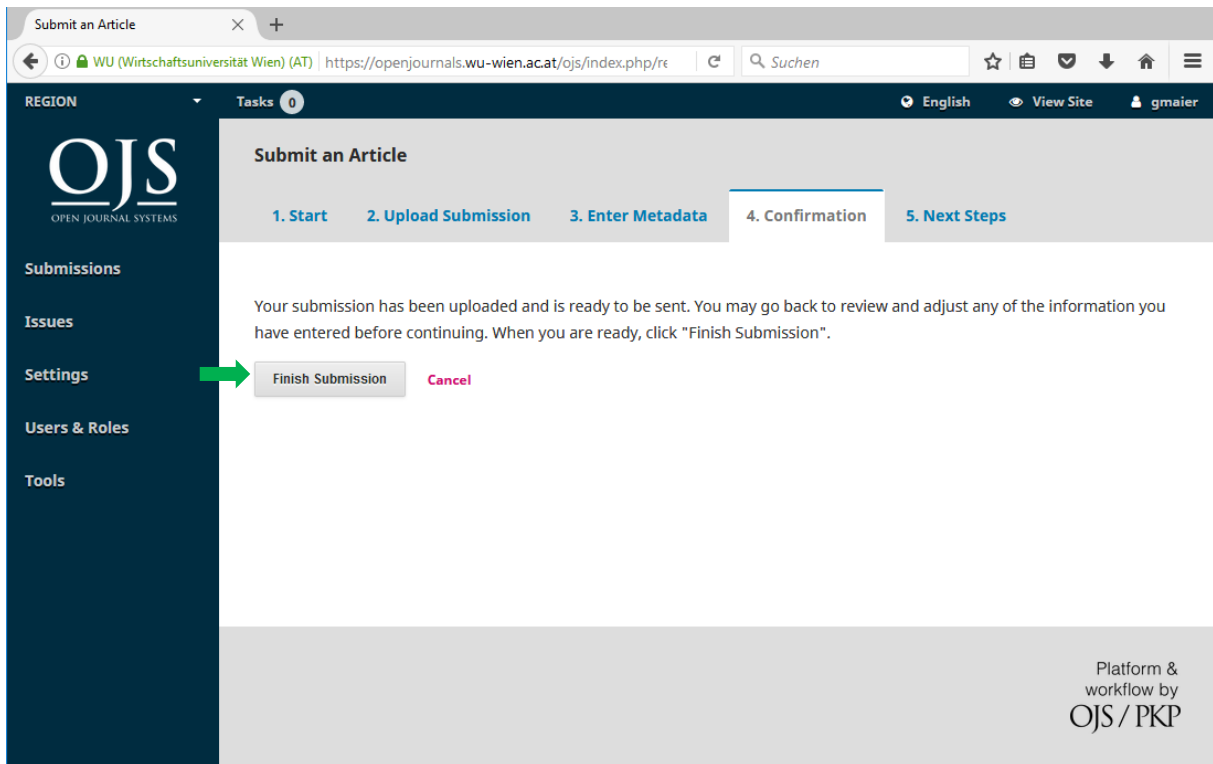 Submit an Article
WU (Wirtschaftsuniversität Wien) (AT) https://openjournals.wu-wien.ac.at/ojs/index.php/re Suchen
REGION Tasks 0 English View Site gmaier
OJS
OPEN JOURNAL SYSTEMS
Submit an Article
1. Start 2. Upload Submission 3. Enter Metadata 4. Confirmation 5. Next Steps
Submissions
Issues
Settings
Users & Roles
Tools
Your submission has been uploaded and is ready to be sent. You may go back to review and adjust any of the information you
have entered before continuing. When you are ready, click "Finish Submission".
Finish Submission Cancel
Platform &
workflow by
OJS / PKP